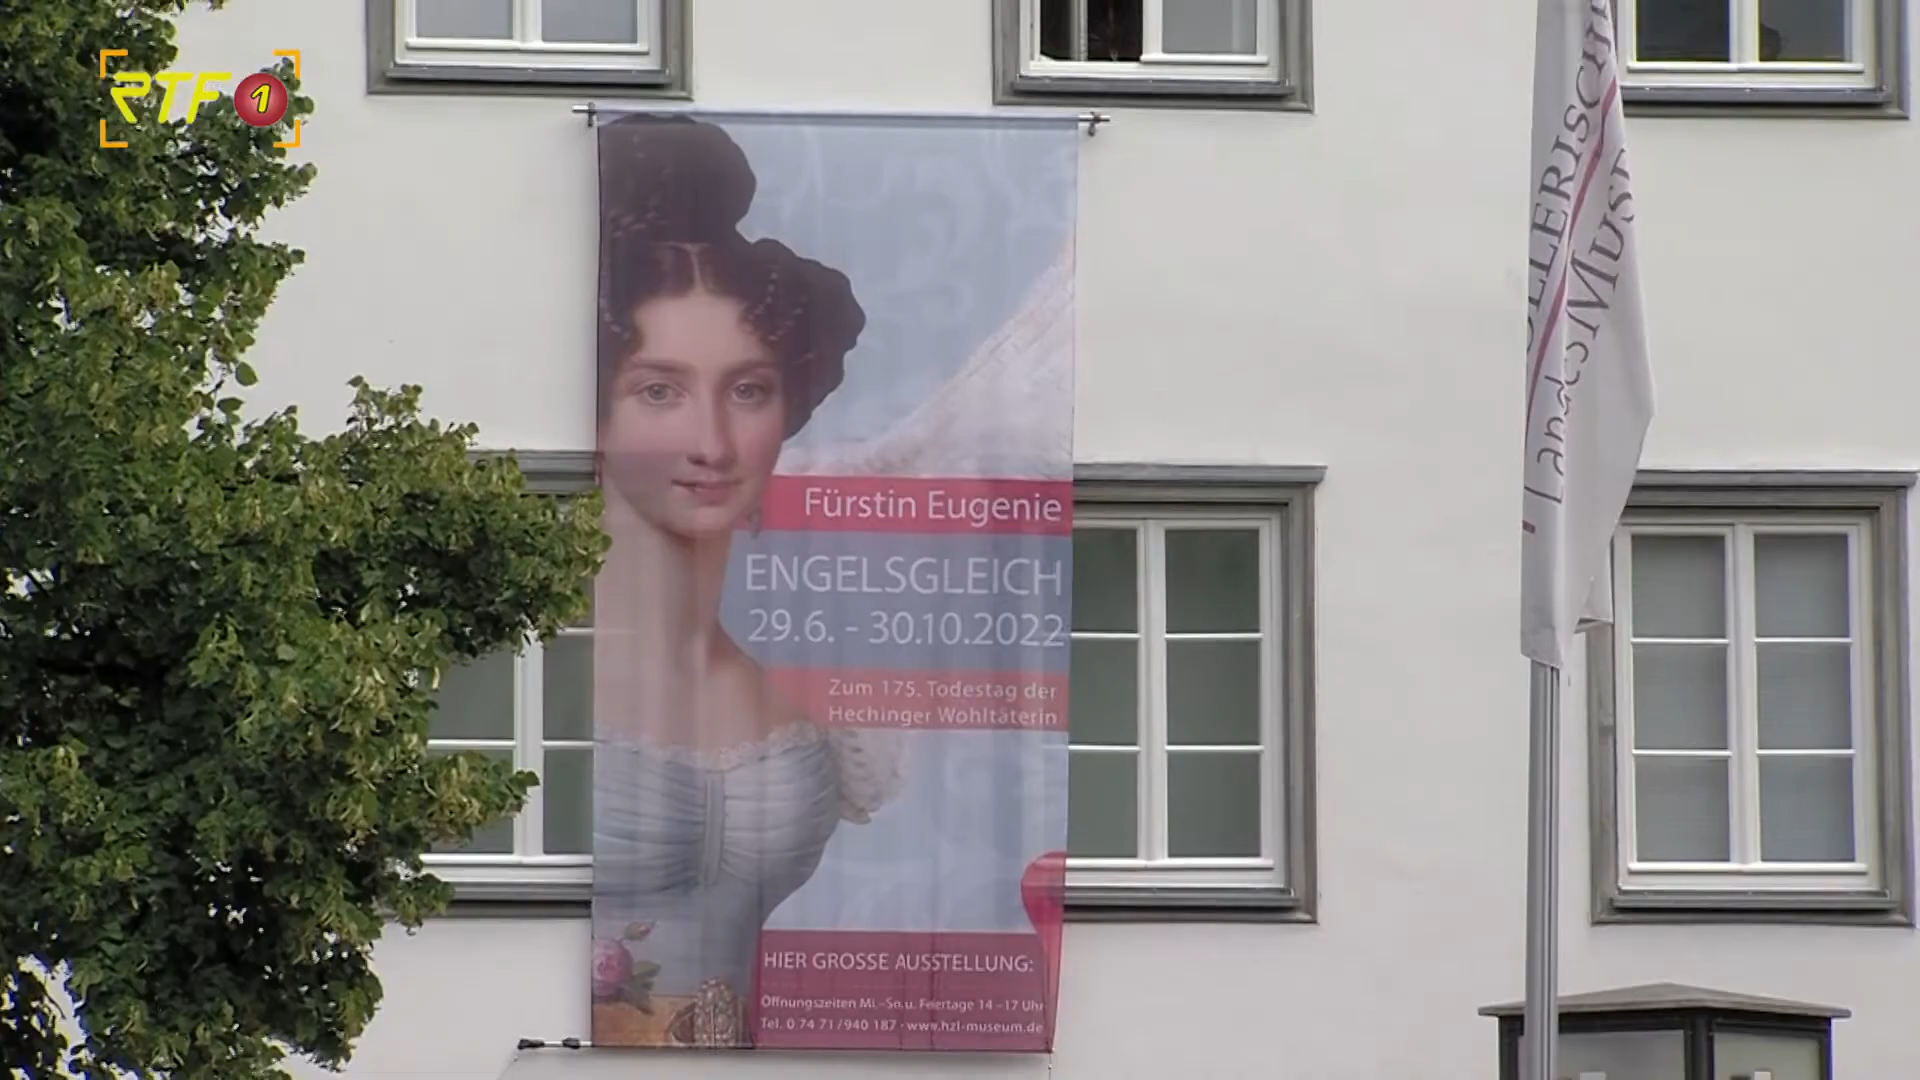 RTF 1
Fürstin Eugenie
ENGELSGLEICH
29.6. - 30.10.2022
Zum 175. Todestag der
Hechinger Wohltäterin
HIER GROSSE AUSSTELLUNG:
Öffnungszeiten Mi.-So.u. Feiertage 14 -17 Uhr
Tel. 0 74 71/940 187 · www.hzl-museum.de
LandesMuse